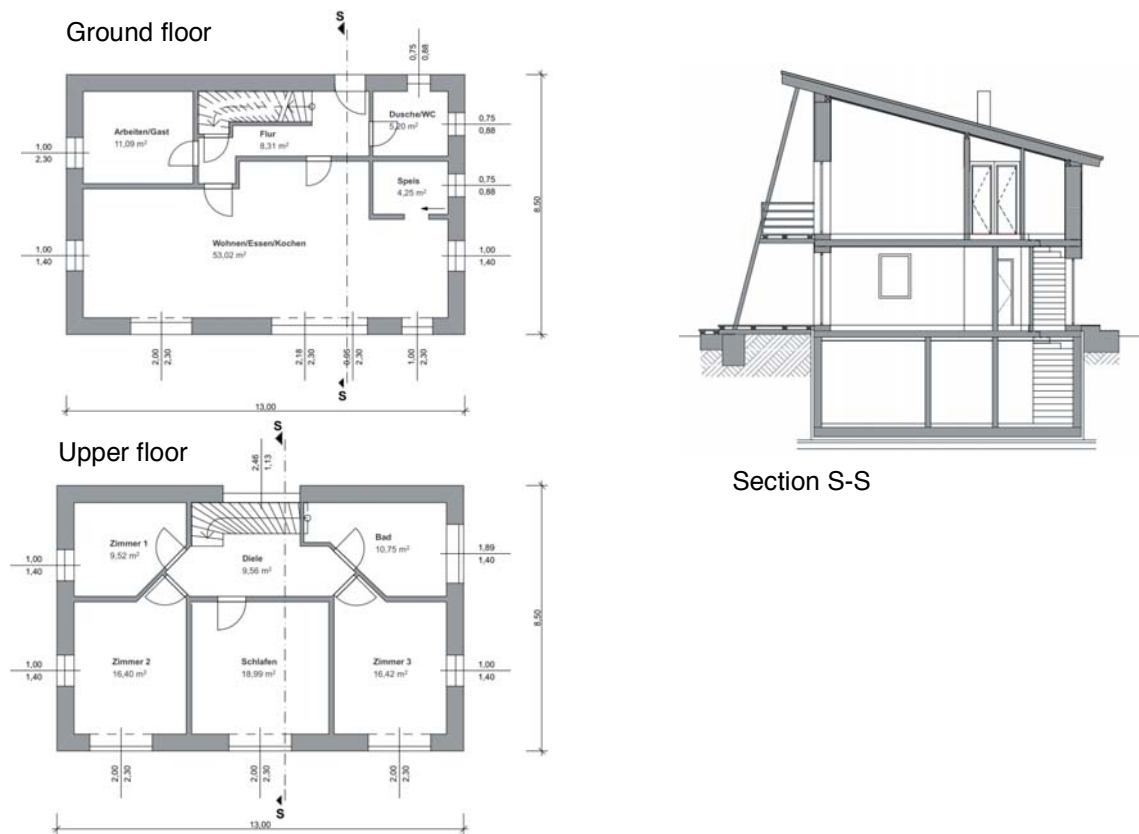 Ground floor
S
0,75
0,88
Arbeiten/Gast
11,09 m²
Flur
8,31 m²
Dusche/WC
5,20 m²
0,75
0,88
1,00
2,30
Speis
4,25 m²
0,75
0,88
8,50
Wohnen/Essen/Kochen
53,02 m²
1,00
1,40
1,00
1,40
2,00
2,30
2,18
2,30
2,30
1,00
2,30
S
13,00
Upper floor
S
2,46
1,13
Section S-S
Zimmer 1
9,52 m²
Diele
9,56 m²
Bad
10,75 m²
1,00
1,40
1,89
1,40
8,50
Zimmer 2
16,40 m²
Schlafen
18,99 m²
Zimmer 3
16,42 m²
1,00
1,40
1,00
1,40
2,00
2,30
2,00
2,30
2,00
2,30
S
13,00